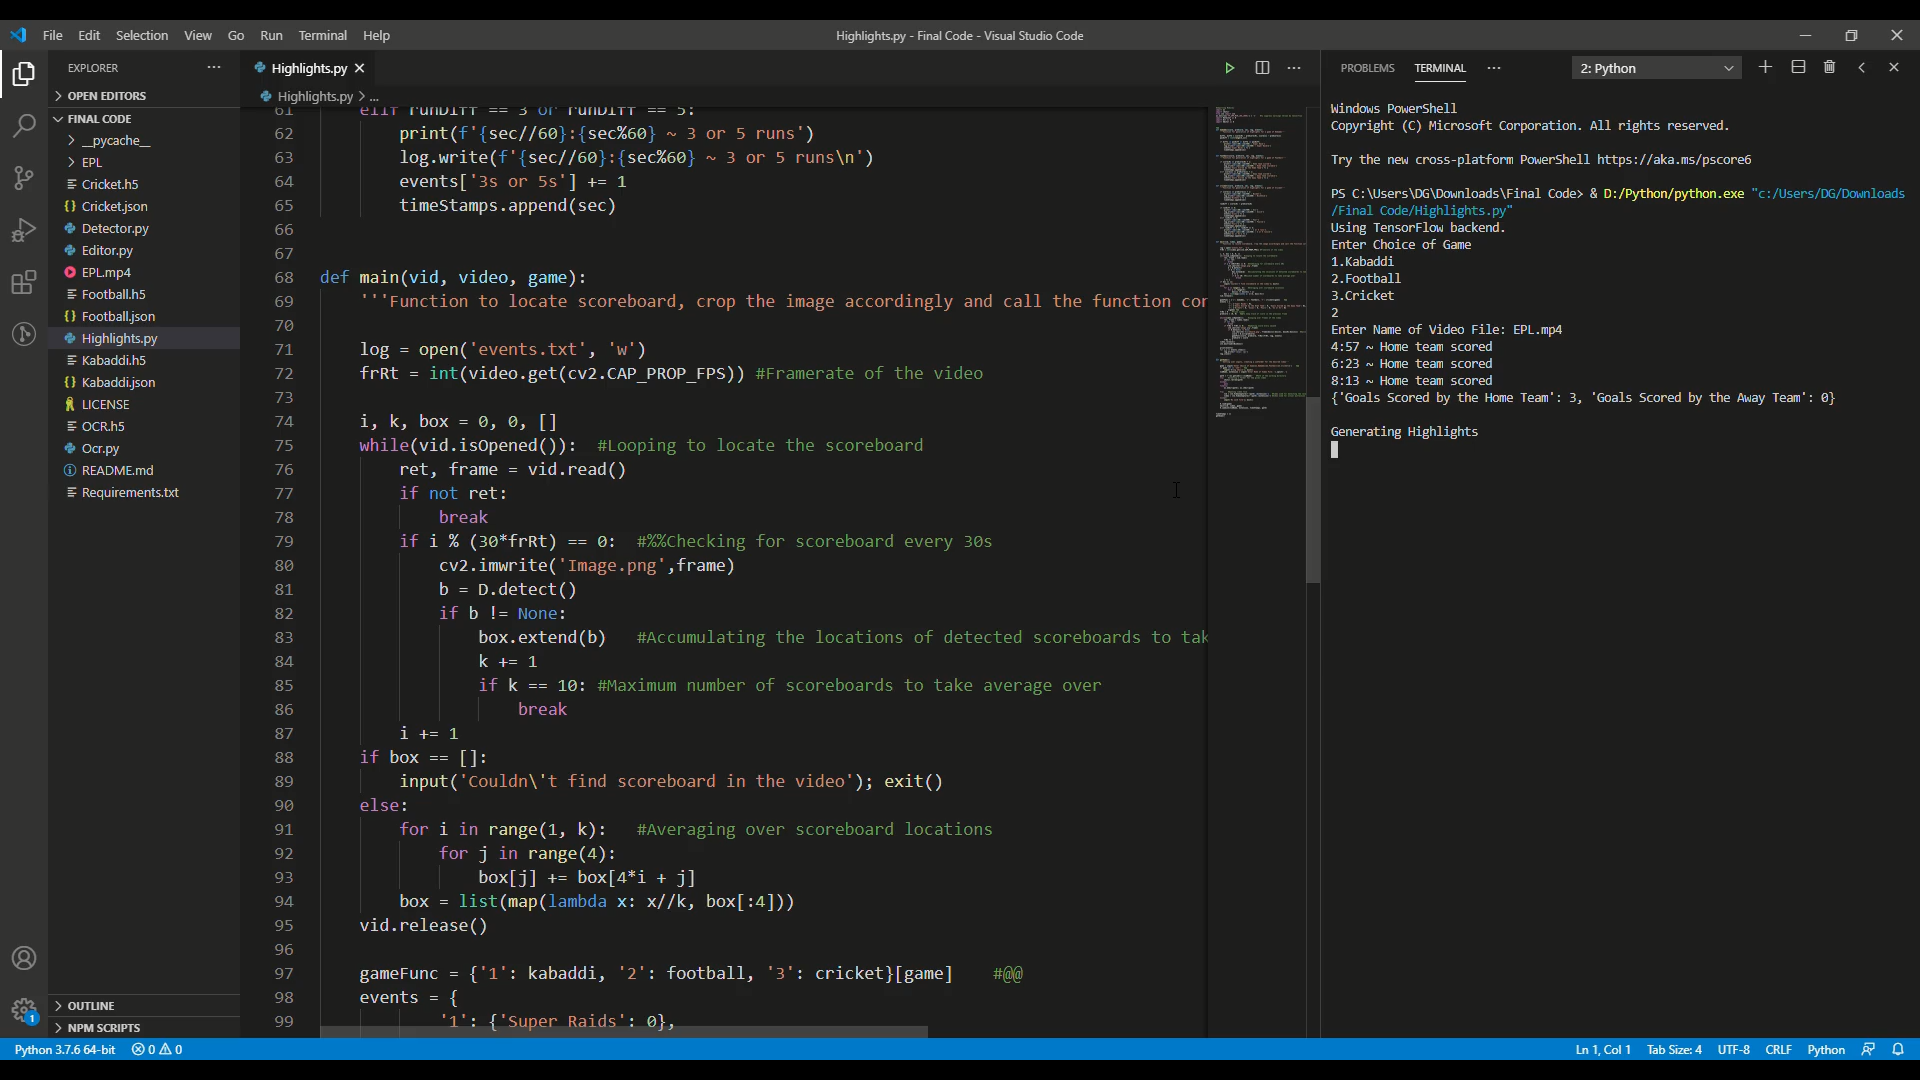 File Edit Selection View Go Run Terminal Help
Highlights.py - Final Code - Visual Studio Code
EXPLORER
OPEN EDITORS
FINAL CODE
__pycache__
EPL
Cricket.h5
Cricket.json
Detector.py
Editor.py
EPL.mp4
Football.h5
Football.json
Highlights.py
Kabaddi.h5
Kabaddi.json
LICENSE
OCR.h5
Ocr.py
README.md
Requirements.txt
OUTLINE
NPM SCRIPTS
Highlights.py
Highlights.py > ...
61 elif runDiff == 3 or runDiff == 5:
62 print(f'{sec//60}:{sec%60} ~ 3 or 5 runs')
63 log.write(f'{sec//60}:{sec%60} ~ 3 or 5 runs\n')
64 events['3s or 5s'] += 1
65 timeStamps.append(sec)
66
67
68 def main(vid, video, game):
69 '''Function to locate scoreboard, crop the image accordingly and call the function cor
70
71 log = open('events.txt', 'w')
72 frRt = int(video.get(cv2.CAP_PROP_FPS)) #Framerate of the video
73
74 i, k, box = 0, 0, []
75 while(vid.isOpened()): #Looping to locate the scoreboard
76 ret, frame = vid.read()
77 if not ret:
78 break
79 if i % (30*frRt) == 0: #%%Checking for scoreboard every 30s
80 cv2.imwrite('Image.png',frame)
81 b = D.detect()
82 if b != None:
83 box.extend(b) #Accumulating the locations of detected scoreboards to tak
84 k += 1
85 if k == 10: #Maximum number of scoreboards to take average over
86 break
87 i += 1
88 if box == []:
89 input('Couldn\'t find scoreboard in the video'); exit()
90 else:
91 for i in range(1, k): #Averaging over scoreboard locations
92 for j in range(4):
93 box[j] += box[4*i + j]
94 box = list(map(lambda x: x//k, box[:4]))
95 vid.release()
96
97 gameFunc = {'1': kabaddi, '2': football, '3': cricket}[game] #@@
98 events = {
99 '1': {'Super Raids': 0},
PROBLEMS TERMINAL 2: Python
Windows PowerShell
Copyright (C) Microsoft Corporation. All rights reserved.
Try the new cross-platform PowerShell https://aka.ms/pscore6
PS C:\Users\DG\Downloads\Final Code> & D:/Python/python.exe "c:/Users/DG/Downloads
/Final Code/Highlights.py"
Using TensorFlow backend.
Enter Choice of Game
1.Kabaddi
2.Football
3.Cricket
2
Enter Name of Video File: EPL.mp4
4:57 ~ Home team scored
6:23 ~ Home team scored
8:13 ~ Home team scored
{'Goals Scored by the Home Team': 3, 'Goals Scored by the Away Team': 0}
Generating Highlights
1
Python 3.7.6 64-bit 0 0 Ln 1, Col 1 Tab Size: 4 UTF-8 CRLF Python